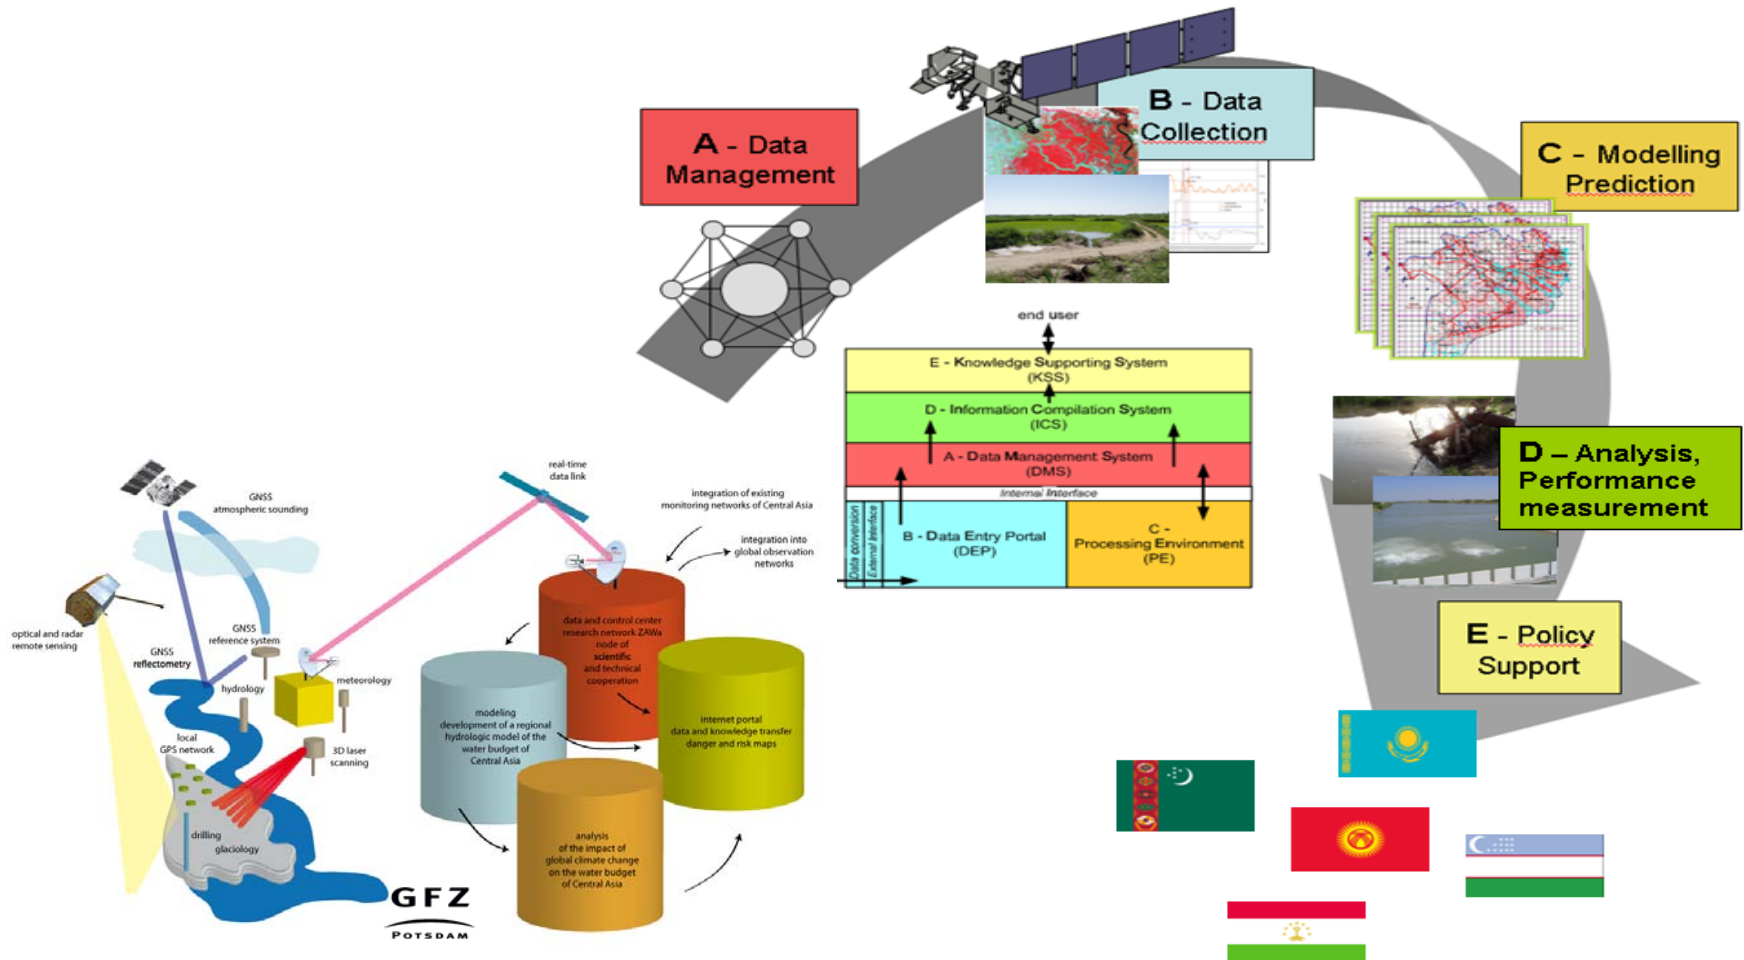 A - Data
Management
B - Data
Collection
C - Modelling
Prediction
D – Analysis,
Performance
measurement
E - Policy
Support
end user
E - Knowledge Supporting System
(KSS)
D - Information Compilation System
(ICS)
A - Data Management System
(DMS)
Internal Interface
Data conversion
External Interface
B - Data Entry Portal
(DEP)
C -
Processing Environment
(PE)
real-time
data link
GNSS
atmospheric sounding
integration of existing
monitoring networks of Central Asia
integration into
global observation
networks
optical and radar
remote sensing
GNSS
reference system
GNSS
reflectometry
hydrology
meteorology
local
GPS network
3D laser
scanning
drilling
glaciology
data and control center
research network ZAWa
node of
scientific
and technical
cooperation
modeling
development of a regional
hydrologic model of the
water budget of
Central Asia
internet portal
data and knowledge transfer
danger and risk maps
analysis
of the impact of
global climate change
on the water budget
of Central Asia
GFZ
POTSDAM